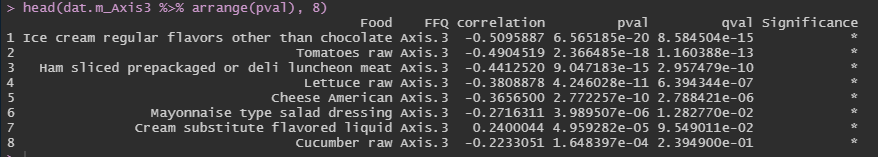 > head(dat.m_Axis3 %>% arrange(pval), 8)
Food FFQ correlation pval qval Significance
1 Ice cream regular flavors other than chocolate Axis.3 -0.5095887 6.565185e-20 8.584504e-15 *
2 Tomatoes raw Axis.3 -0.4904519 2.366485e-18 1.160388e-13 *
3 Ham sliced prepackaged or deli luncheon meat Axis.3 -0.4412520 9.047183e-15 2.957479e-10 *
4 Lettuce raw Axis.3 -0.3808878 4.246028e-11 6.394344e-07 *
5 Cheese American Axis.3 -0.3656500 2.772257e-10 2.788421e-06 *
6 Mayonnaise type salad dressing Axis.3 -0.2716311 3.989507e-06 1.282770e-02 *
7 Cream substitute flavored liquid Axis.3 0.2400044 4.959282e-05 9.549011e-02 *
8 Cucumber raw Axis.3 -0.2233051 1.648397e-04 2.394900e-01 *
>